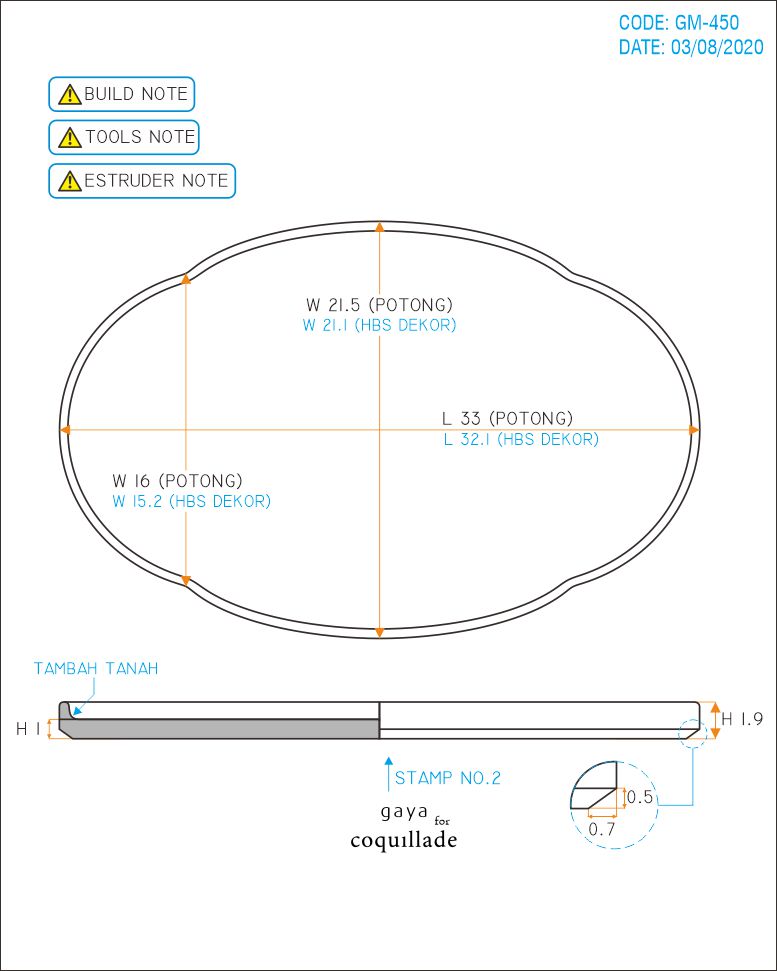 CODE: GM-450
DATE: 03/08/2020
BUILD NOTE
TOOLS NOTE
ESTRUDER NOTE
W 21.5 (POTONG)
W 21.1 (HBS DEKOR)
L 33 (POTONG)
L 32.1 (HBS DEKOR)
W 16 (POTONG)
W 15.2 (HBS DEKOR)
TAMBAH TANAH
H 1
H 1.9
STAMP NO.2
0.5
0.7
gaya for
coquillade